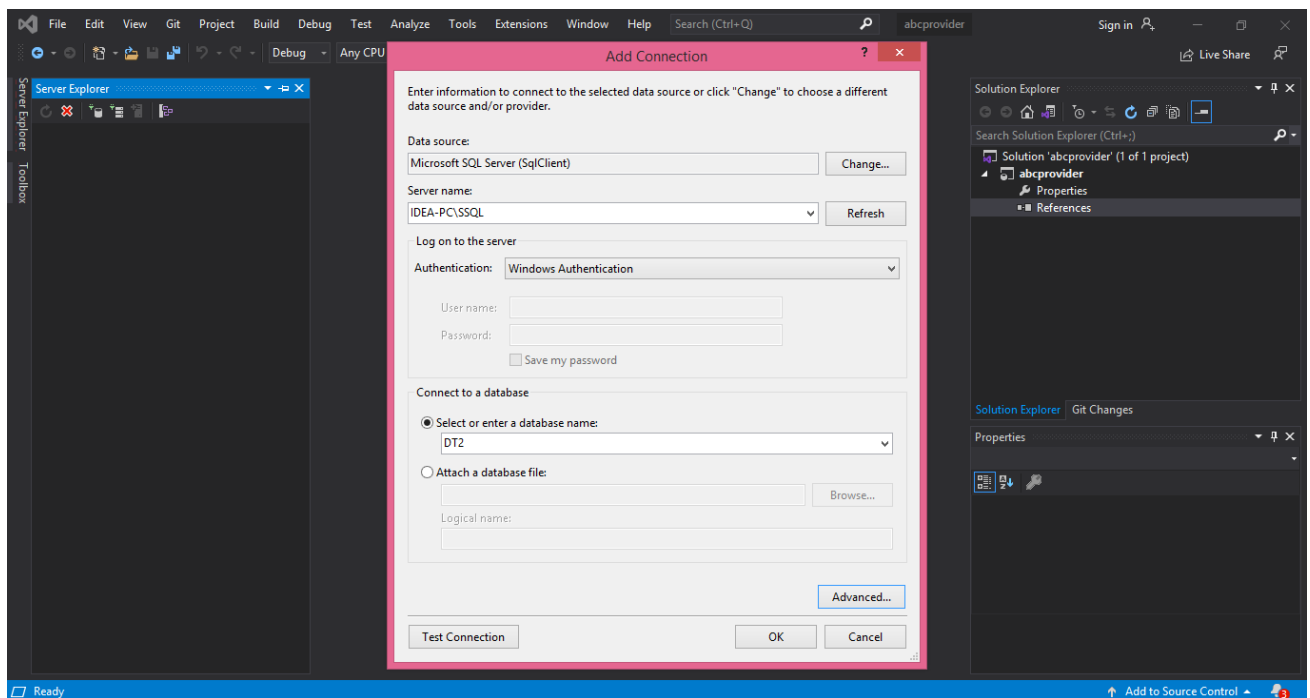 File Edit View Git Project Build Debug Test Analyze Tools Extensions Window Help Search (Ctrl+Q) abcprovider Sign in
Debug Any CPU Live Share
Server Explorer
Toolbox
Server Explorer
Add Connection ?
Enter information to connect to the selected data source or click "Change" to choose a different
data source and/or provider.
Data source:
Microsoft SQL Server (SqlClient) Change...
Server name:
IDEA-PC\SSQL Refresh
Log on to the server
Authentication: Windows Authentication
User name:
Password:
Save my password
Connect to a database
Select or enter a database name:
DT2
Attach a database file:
Browse...
Logical name:
Advanced...
Test Connection OK Cancel
Solution Explorer
Search Solution Explorer (Ctrl+;)
Solution 'abcprovider' (1 of 1 project)
abcprovider
Properties
References
Solution Explorer Git Changes
Properties
Ready Add to Source Control 3